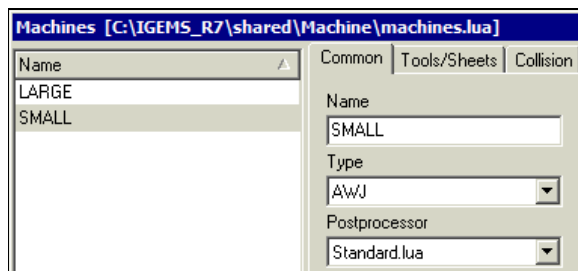 Machines [C:\IGEMS_R7\shared\Machine\machines.lua]
Name
LARGE
SMALL
Common Tools/Sheets Collision
Name
SMALL
Type
AWJ
Postprocessor
Standard.lua